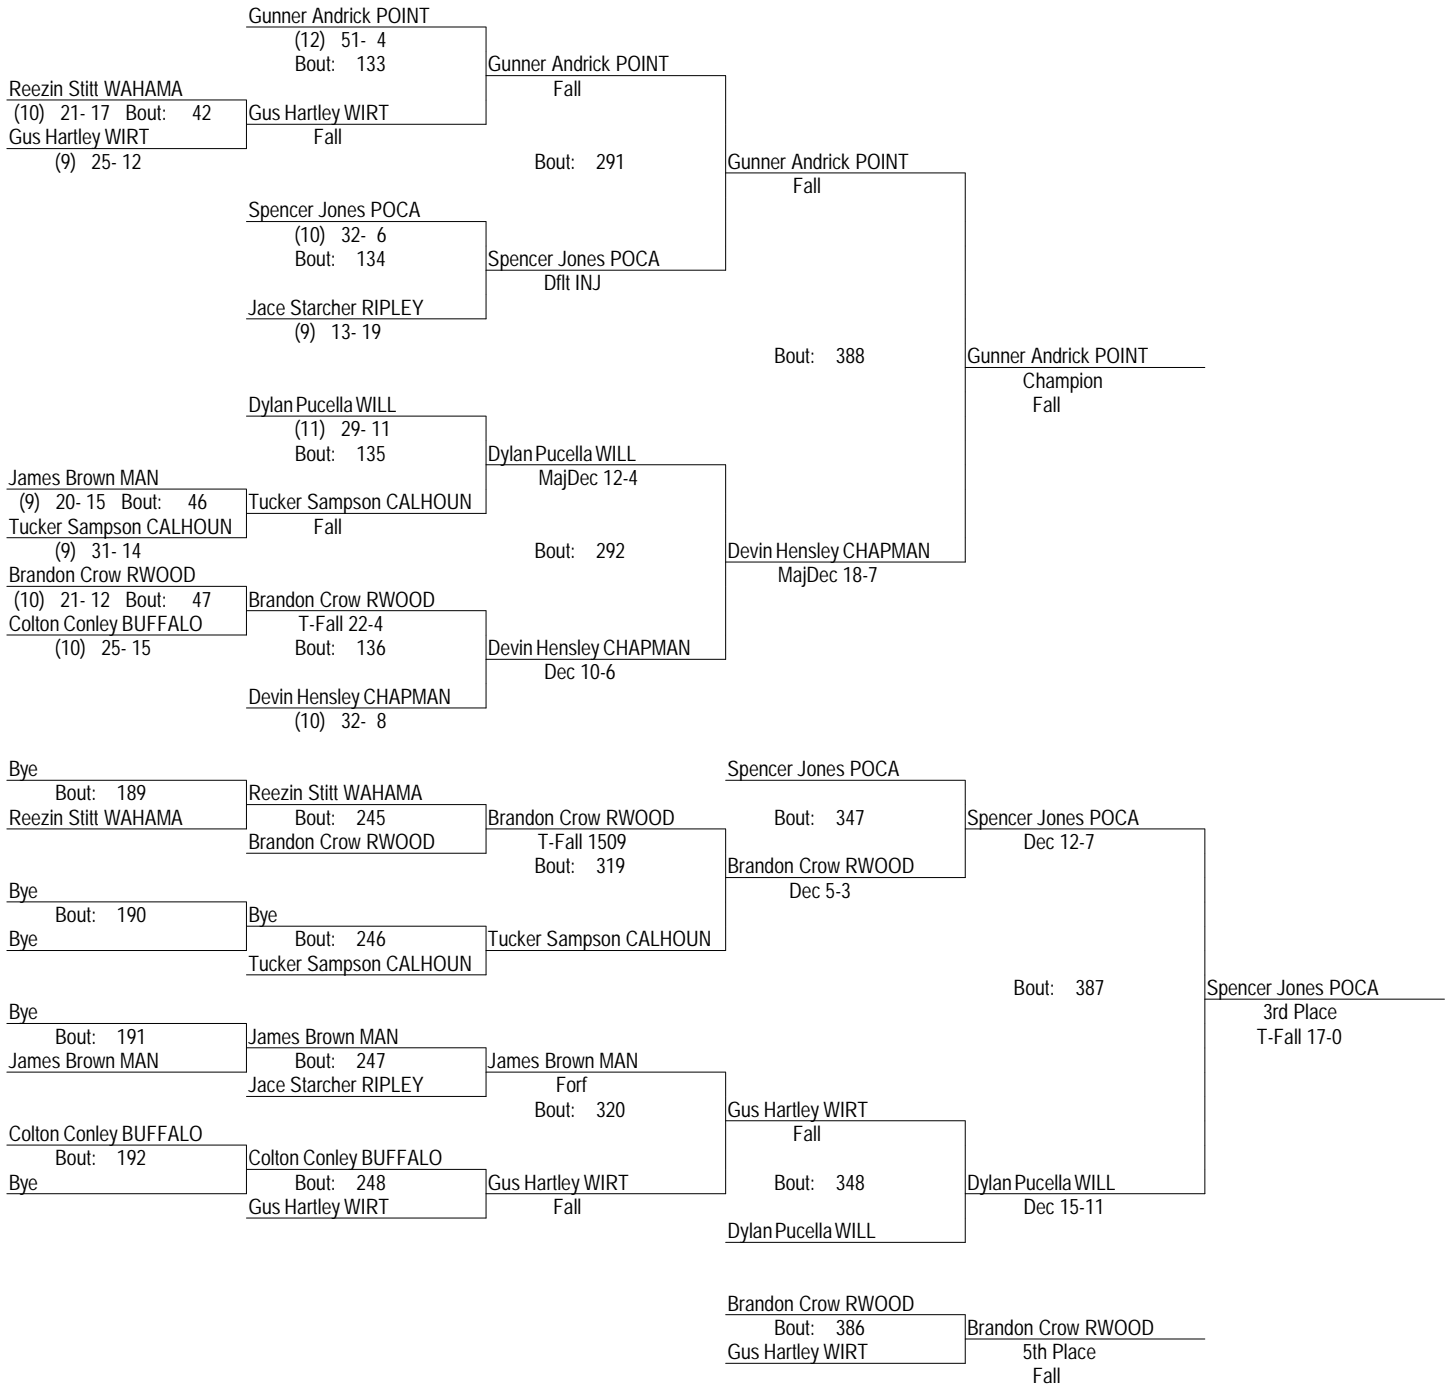 Gunner Andrick POINT
(12) 51- 4
Bout: 133
Gunner Andrick POINT
Reezin Stitt WAHAMA
Fall
(10) 21- 17 Bout: 42
Gus Hartley WIRT
Gus Hartley WIRT
Fall
(9) 25- 12
Bout: 291
Gunner Andrick POINT
Fall
Spencer Jones POCA
(10) 32- 6
Bout: 134
Spencer Jones POCA
Dflt INJ
Jace Starcher RIPLEY
(9) 13- 19
Bout: 388
Gunner Andrick POINT
Champion
Fall
Dylan Pucella WILL
(11) 29- 11
Bout: 135
Dylan Pucella WILL
MajDec 12-4
James Brown MAN
(9) 20- 15 Bout: 46
Tucker Sampson CALHOUN
Tucker Sampson CALHOUN
Fall
(9) 31- 14
Bout: 292
Devin Hensley CHAPMAN
MajDec 18-7
Brandon Crow RWOOD
(10) 21- 12 Bout: 47
Brandon Crow RWOOD
Colton Conley BUFFALO
T-Fall 22-4
(10) 25- 15
Bout: 136
Devin Hensley CHAPMAN
Dec 10-6
Devin Hensley CHAPMAN
(10) 32- 8
Bye
Bout: 189
Reezin Stitt WAHAMA
Reezin Stitt WAHAMA
Bout: 245
Brandon Crow RWOOD
Brandon Crow RWOOD
T-Fall 1509
Bout: 319
Spencer Jones POCA
Bout: 347
Spencer Jones POCA
Dec 12-7
Brandon Crow RWOOD
Dec 5-3
Bye
Bout: 190
Bye
Bye
Bout: 246
Tucker Sampson CALHOUN
Tucker Sampson CALHOUN
Bout: 387
Spencer Jones POCA
3rd Place
T-Fall 17-0
Bye
Bout: 191
James Brown MAN
James Brown MAN
Bout: 247
Jace Starcher RIPLEY
James Brown MAN
Forf
Bout: 320
Gus Hartley WIRT
Fall
Colton Conley BUFFALO
Bout: 192
Bye
Colton Conley BUFFALO
Bout: 248
Gus Hartley WIRT
Gus Hartley WIRT
Fall
Bout: 348
Dylan Pucella WILL
Dec 15-11
Dylan Pucella WILL
Brandon Crow RWOOD
Bout: 386
Gus Hartley WIRT
Brandon Crow RWOOD
5th Place
Fall